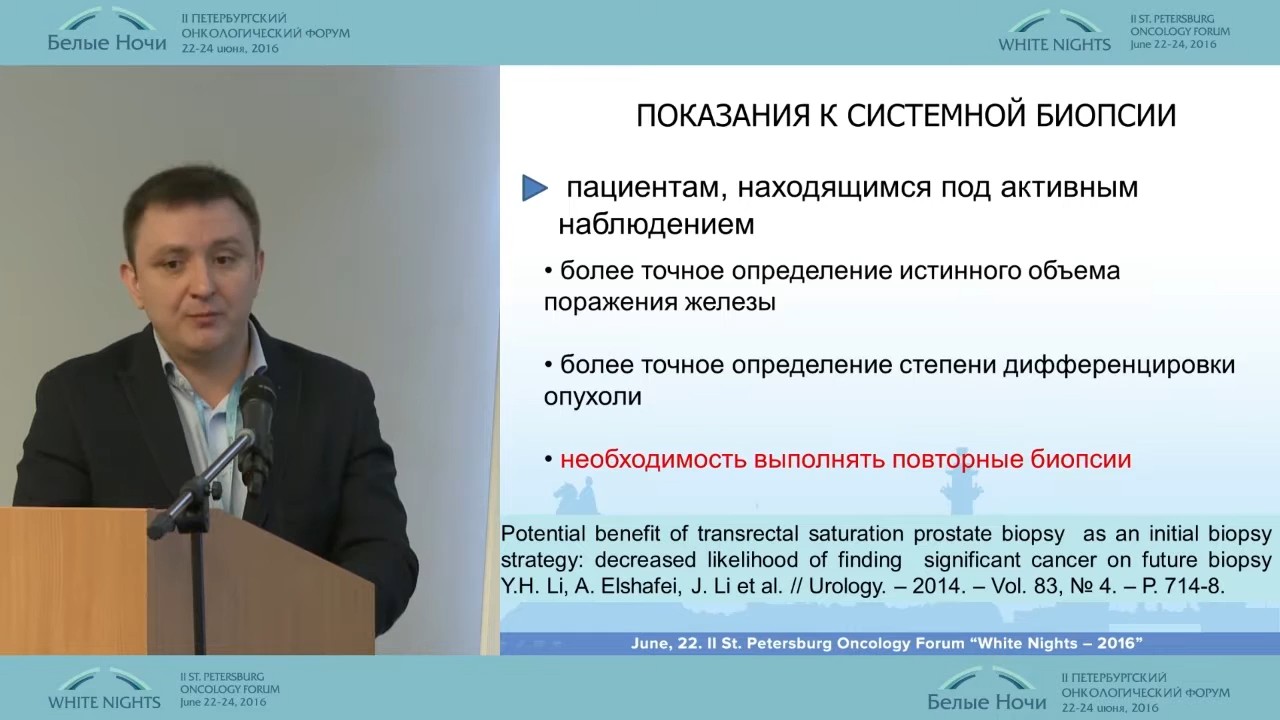 Белые Ночи
II ПЕТЕРБУРГСКИЙ
ОНКОЛОГИЧЕСКИЙ ФОРУМ
22-24 июня, 2016
WHITE NIGHTS
II ST. PETERSBURG
ONCOLOGY FORUM
June 22-24, 2016
ПОКАЗАНИЯ К СИСТЕМНОЙ БИОПСИИ
пациентам, находящимся под активным
наблюдением
• более точное определение истинного объема
поражения железы
• более точное определение степени дифференцировки
опухоли
• необходимость выполнять повторные биопсии
Potential benefit of transrectal saturation prostate biopsy as an initial biopsy
strategy: decreased likelihood of finding significant cancer on future biopsy
Y.H. Li, A. Elshafei, J. Li et al. // Urology. – 2014. – Vol. 83, № 4. – P. 714-8.
June, 22. II St. Petersburg Oncology Forum “White Nights – 2016”
WHITE NIGHTS
II ST. PETERSBURG
ONCOLOGY FORUM
June 22-24, 2016
Белые Ночи
II ПЕТЕРБУРГСКИЙ
ОНКОЛОГИЧЕСКИЙ ФОРУМ
22-24 июня, 2016